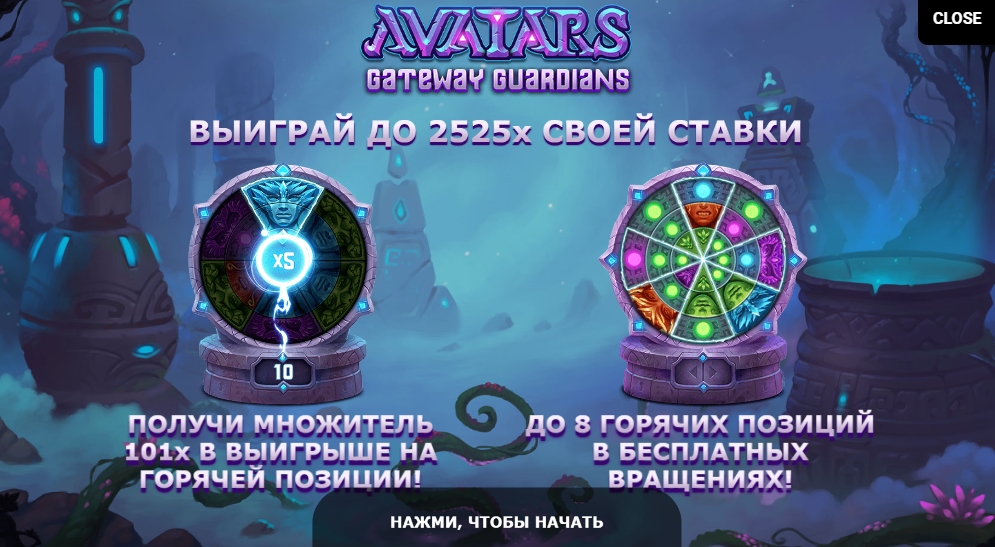 CLOSE
AVATARS
GATEWAY GUARDIANS
ВЫИГРАЙ ДО 2525x СВОЕЙ СТАВКИ
x5
10
ПОЛУЧИ МНОЖИТЕЛЬ
101x В ВЫИГРЫШЕ НА
ГОРЯЧЕЙ ПОЗИЦИИ!
ДО 8 ГОРЯЧИХ ПОЗИЦИЙ
В БЕСПЛАТНЫХ
ВРАЩЕНИЯХ!
НАЖМИ, ЧТОБЫ НАЧАТЬ